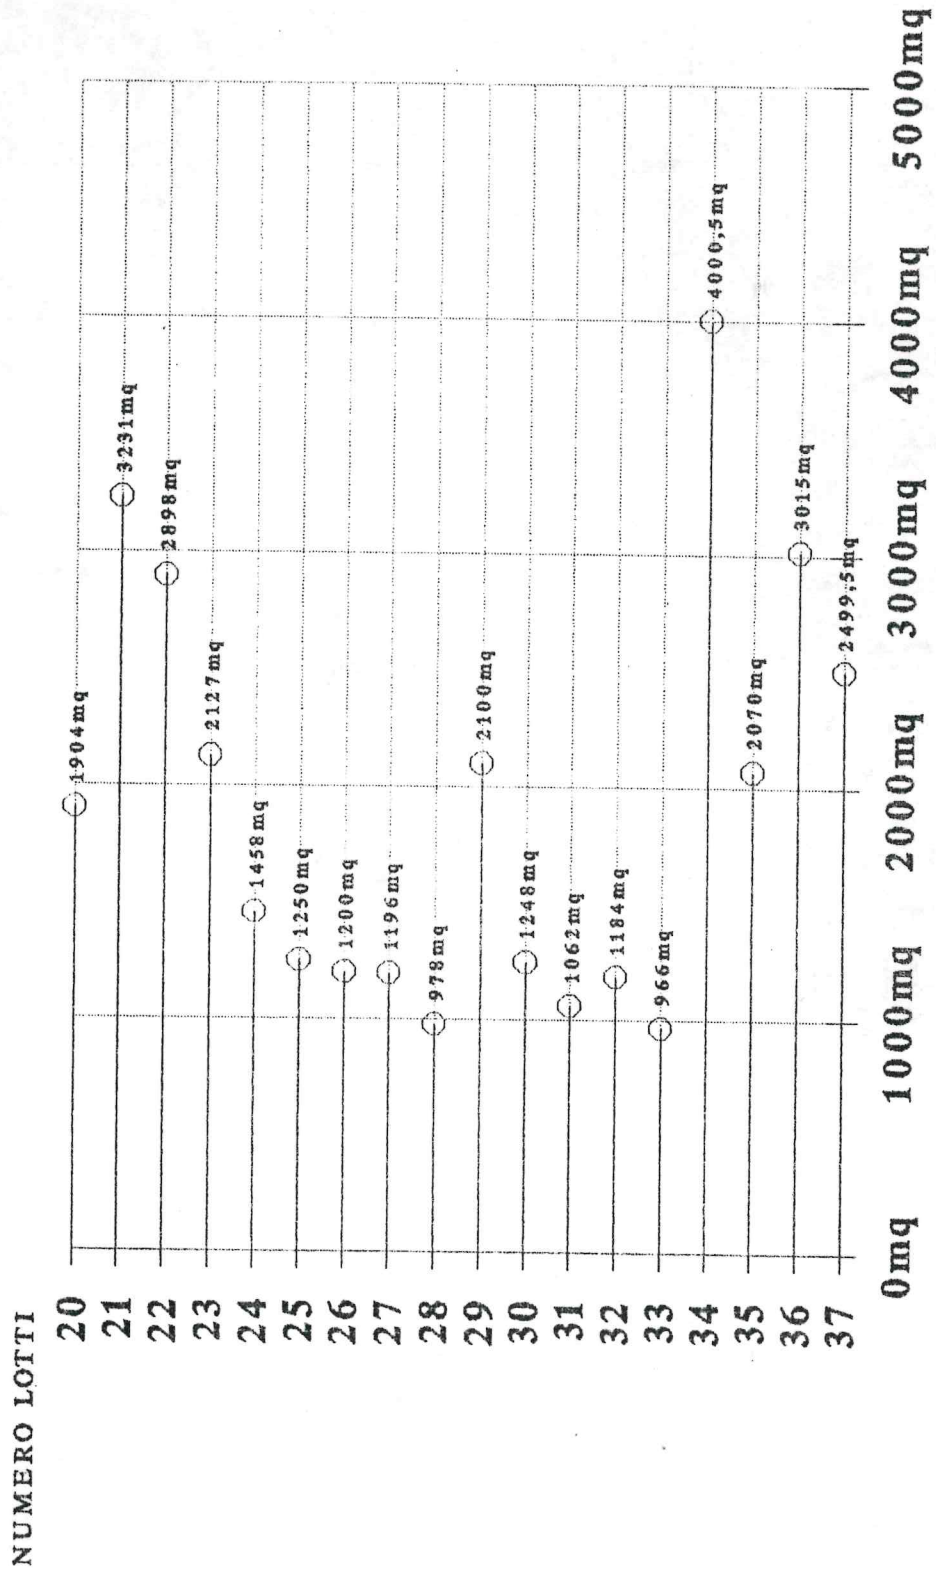 NUMERO LOTTI
20 1904mq
21 3231mq
22 2898mq
23 2127mq
24 1458mq
25 1250mq
26 1200mq
27 1196mq
28 978mq
29 2100mq
30 1248mq
31 1062mq
32 1184mq
33 966mq
34 4000,5mq
35 2070mq
36 3015mq
37 2499,5mq
0mq 1000mq 2000mq 3000mq 4000mq 5000mq